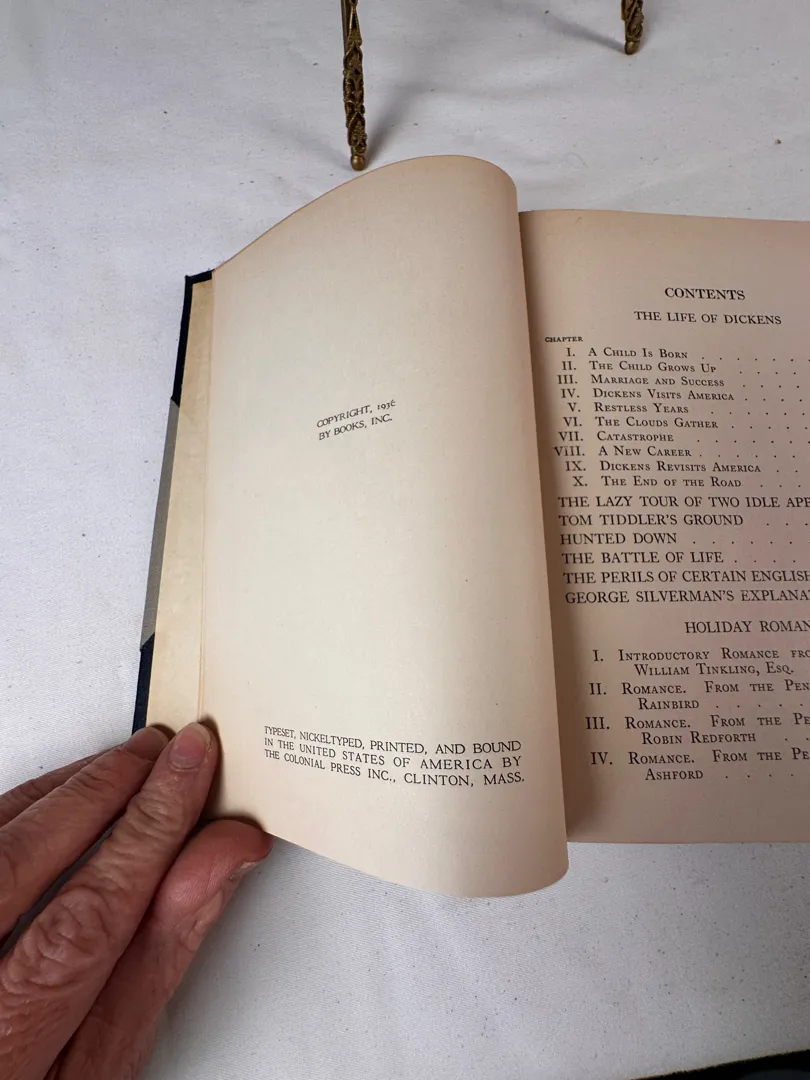 COPYRIGHT, 1936
BY BOOKS, INC.
TYPESET, NICKELTYPED, PRINTED, AND BOUND
IN THE UNITED STATES OF AMERICA BY
THE COLONIAL PRESS INC., CLINTON, MASS.
CONTENTS
THE LIFE OF DICKENS
CHAPTER
I. A Child Is Born . . . . .
II. The Child Grows Up . . . .
III. Marriage and Success . . . .
IV. Dickens Visits America . . . .
V. Restless Years . . . . .
VI. The Clouds Gather . . . .
VII. Catastrophe . . . . . .
VIII. A New Career . . . . .
IX. Dickens Revisits America . . .
X. The End of the Road . . .
THE LAZY TOUR OF TWO IDLE
TOM TIDDLER'S GROUND . . .
HUNTED DOWN . . . . . .
THE BATTLE OF LIFE . . . .
THE PERILS OF CERTAIN ENGLISH
GEORGE SILVERMAN'S
HOLIDAY
I. Introductory Romance
William Tinkling, Esq.
II. Romance. From the
Rainbird . . . . .
III. Romance. From the
Robin Redforth . .
IV. Romance. From the
Ashford . . . .